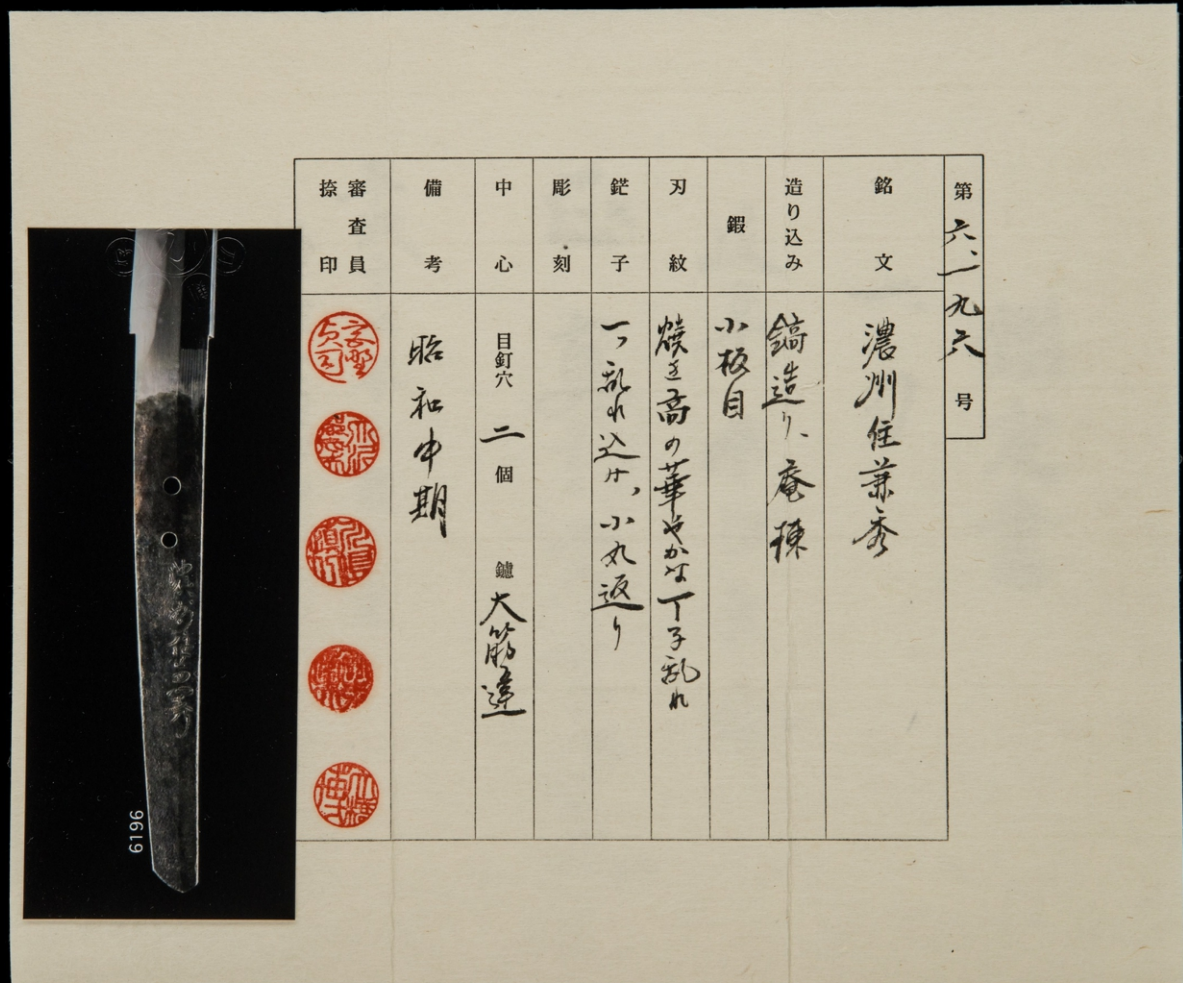 第六、一九六号
銘文
濃州住兼秀
造り込み
鎬造り、庵棟
鍜
小板目
刃紋
焼き高の華やかな丁子乱れ
鋩子
乱れ込み、小丸返り
彫刻
中心
目釘穴 二 個 鑢 大筋違
備考
昭和中期
審査員
捺印
6196